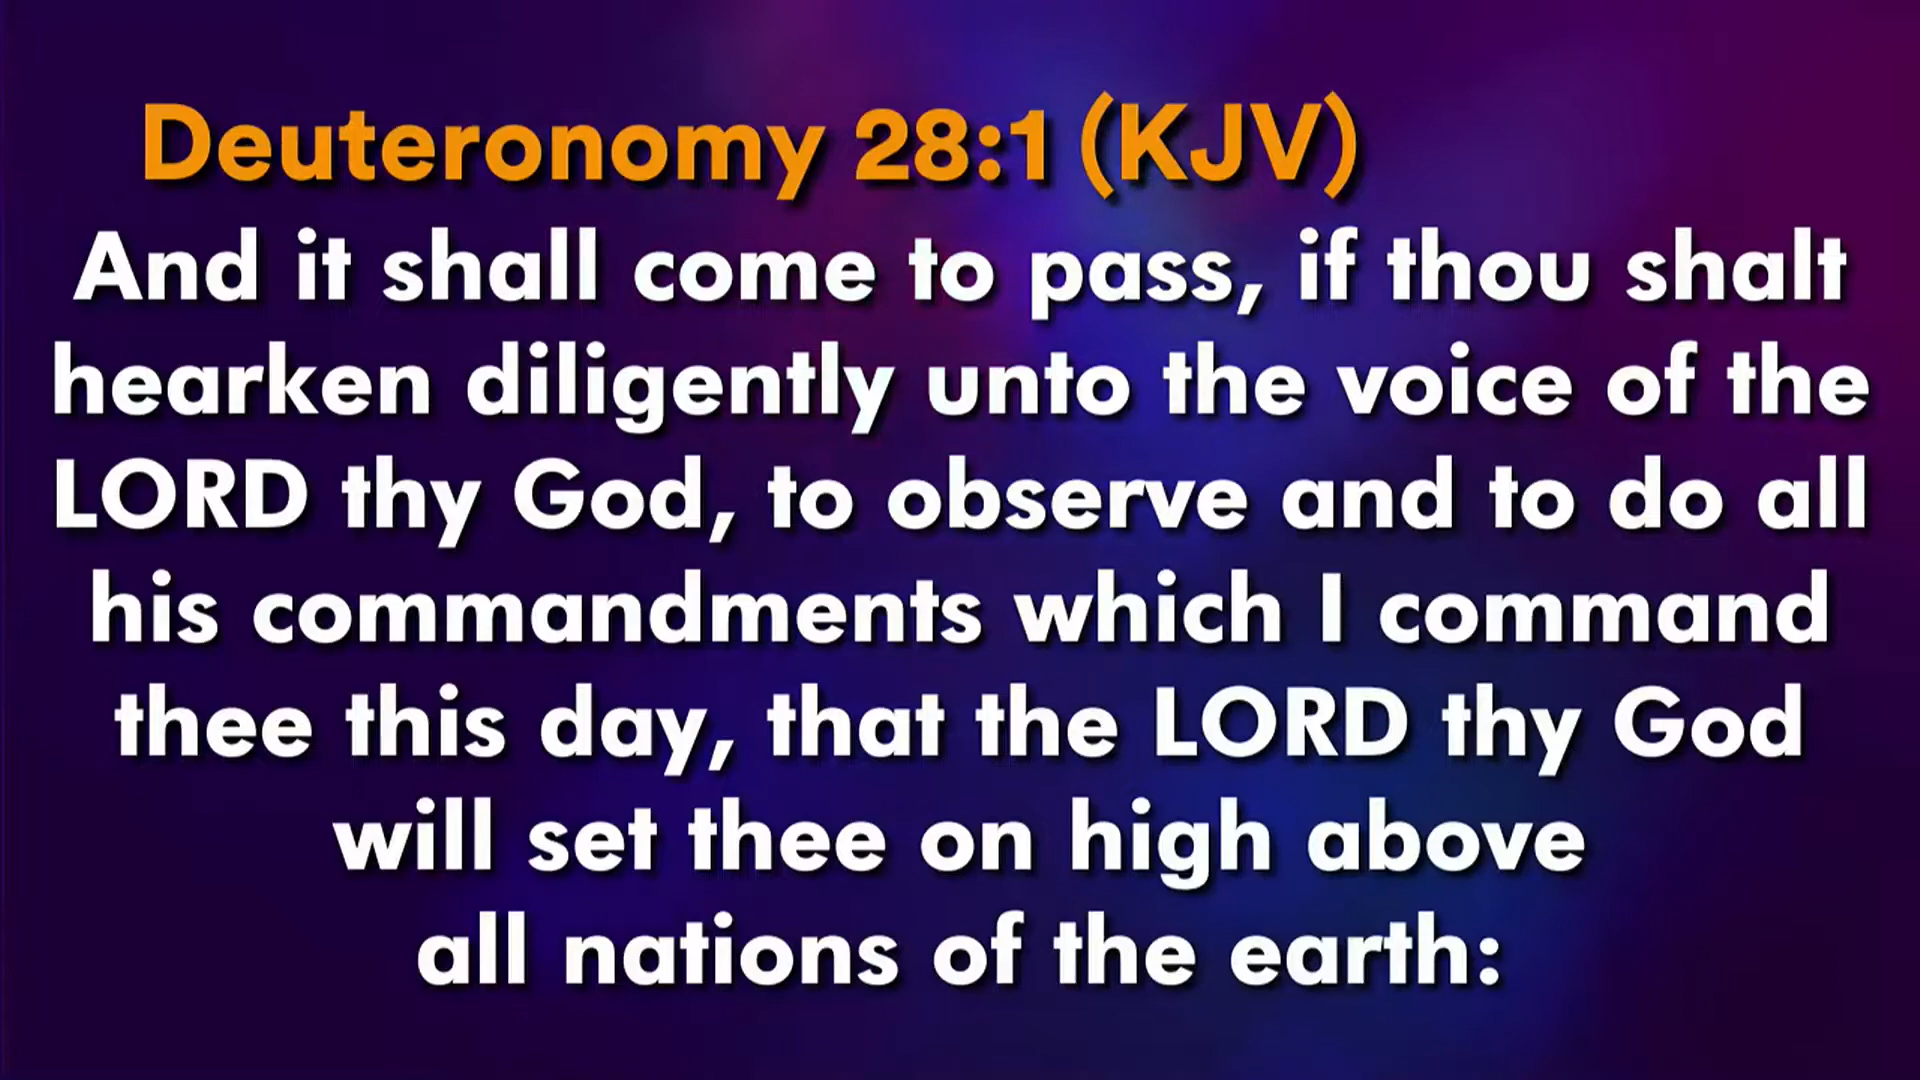 Deuteronomy 28:1 (KJV)
And it shall come to pass, if thou shalt
hearken diligently unto the voice of the
LORD thy God, to observe and to do all
his commandments which I command
thee this day, that the LORD thy God
will set thee on high above
all nations of the earth: